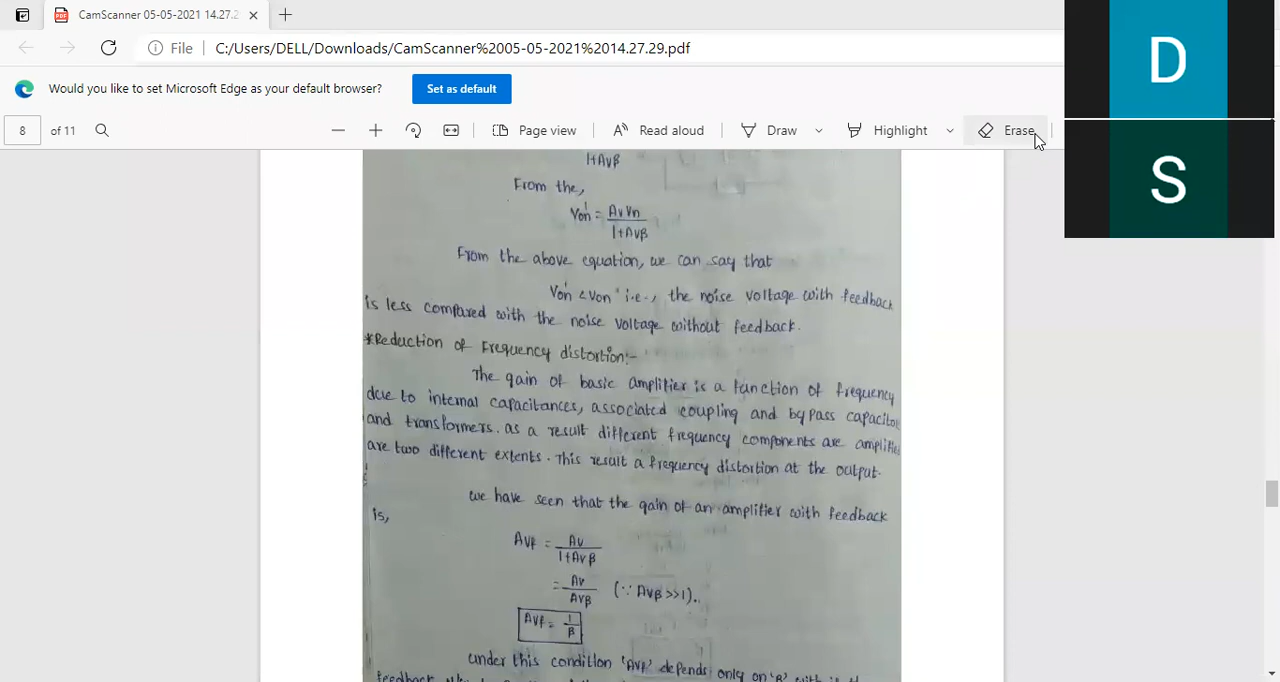 CamScanner 05-05-2021 14.27.2
File C:/Users/DELL/Downloads/CamScanner%2005-05-2021%2014.27.29.pdf
D
Would you like to set Microsoft Edge as your default browser? Set as default
8 of 11 Page view Read aloud Draw Highlight Erase
S
1+Avβ
From the,
Von' = AvVn
1+Avβ
From the above equation, we can say that
Von' < Von i.e., the noise voltage with feedback
is less compared with the noise voltage without feedback.
*Reduction of Frequency distortion:-
The gain of basic amplifier is a function of frequency
due to internal capacitances, associated coupling and bypass capacito
and transformers. as a result different frequency components are amplifie
are two different extents. This result a frequency distortion at the output.
we have seen that the gain of an amplifier with feedback
is,
Avf = Av
1+Avβ
= Av
Avβ (∵ Avβ>>1).
Avf = 1
β
under this condition 'Avf' depends only on 'β'
feedback